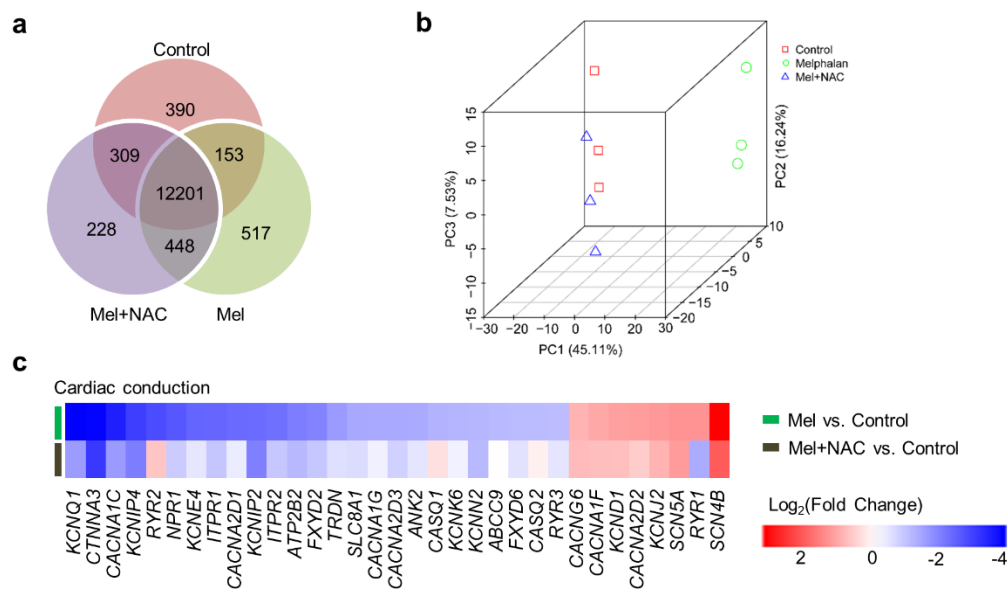 a
Control
390
309
153
12201
228
448
517
Mel+NAC
Mel
b
Control
Melphalan
Mel+NAC
15
10
5
0
−5
−10
−15
PC3 (7.53%)
−30
−20
−10
0
10
20
30
PC1 (45.11%)
−20
−15
−10
−5
0
5
10
PC2 (16.24%)
c
Cardiac conduction
Mel vs. Control
Mel+NAC vs. Control
KCNQ1
CTNNA3
CACNA1C
KCNIP4
RYR2
NPR1
KCNE4
ITPR1
CACNA2D1
KCNIP2
ITPR2
ATP2B2
FXYD2
TRDN
SLC8A1
CACNA1G
CACNA2D3
ANK2
CASQ1
KCNK6
KCNN2
ABCC9
FXYD6
CASQ2
RYR3
CACNG6
CACNA1F
KCND1
CACNA2D2
KCNJ2
SCN5A
RYR1
SCN4B
Log2(Fold Change)
2
0
-2
-4